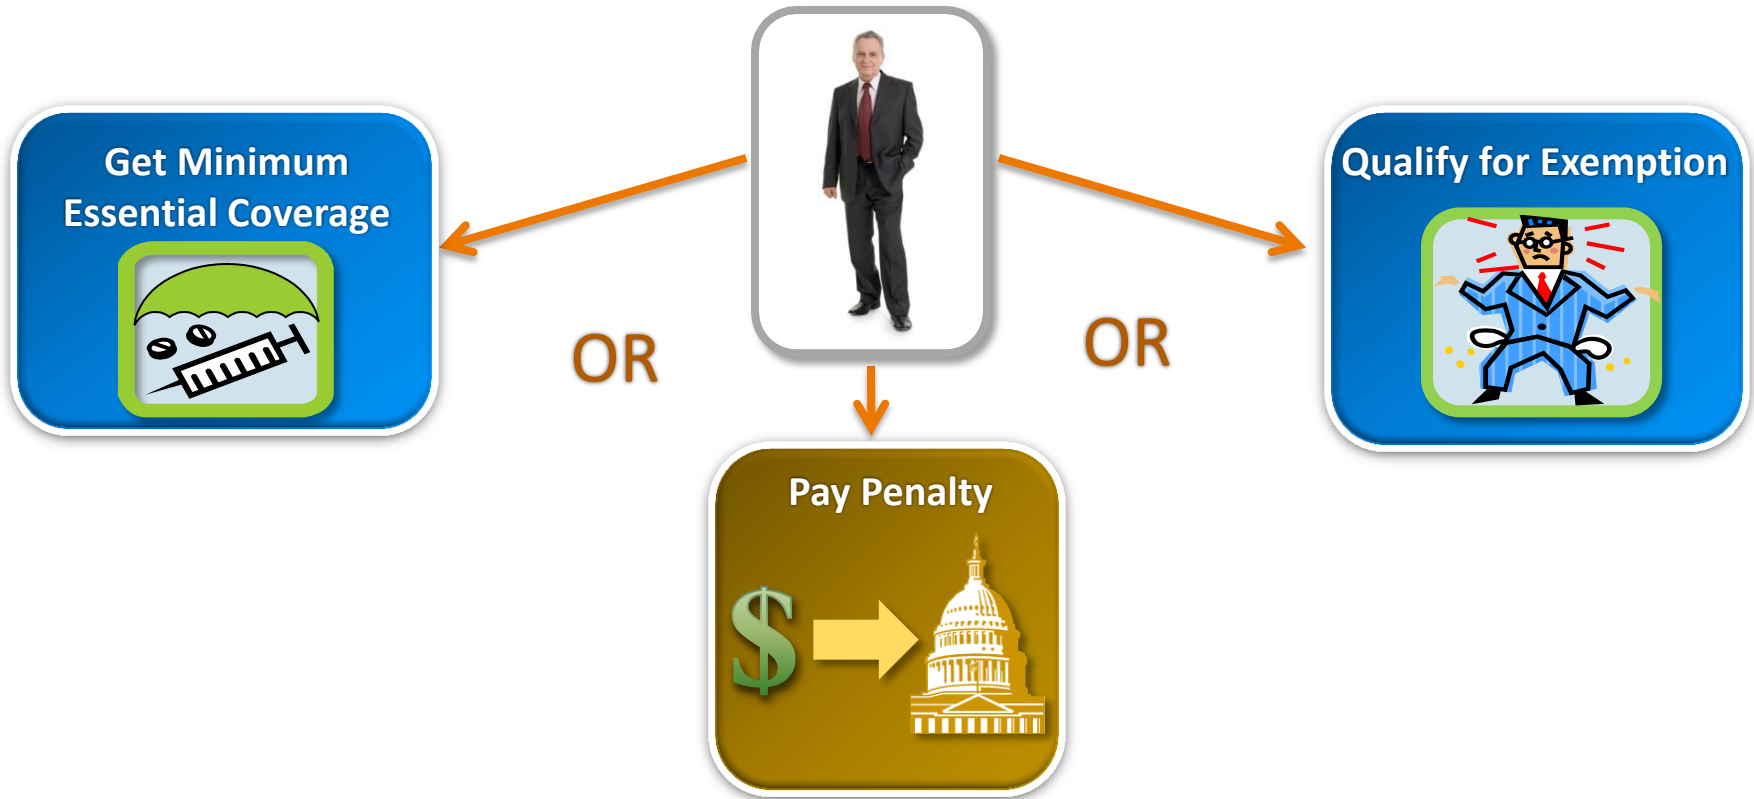 Get Minimum
Essential Coverage
OR
Pay Penalty
$
OR
Qualify for Exemption